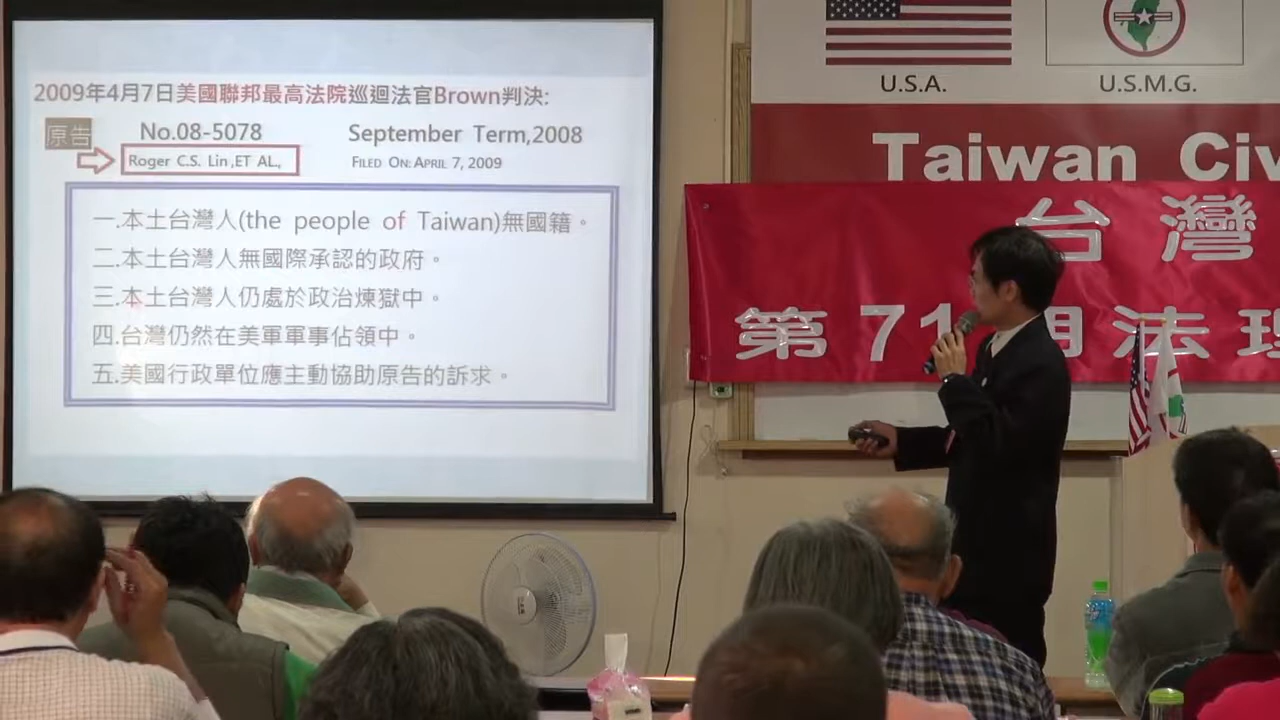 2009年4月7日美國聯邦最高法院巡迴法官Brown判決:
原告
No.08-5078
September Term,2008
Roger C.S. Lin,ET AL.,
FILED ON: APRIL 7, 2009
一.本土台灣人(the people of Taiwan)無國籍。
二.本土台灣人無國際承認的政府。
三.本土台灣人仍處於政治煉獄中。
四.台灣仍然在美軍軍事佔領中。
五.美國行政單位應主動協助原告的訴求。
U.S.A.
U.S.M.G.
Taiwan Civ
台灣
第71期法理